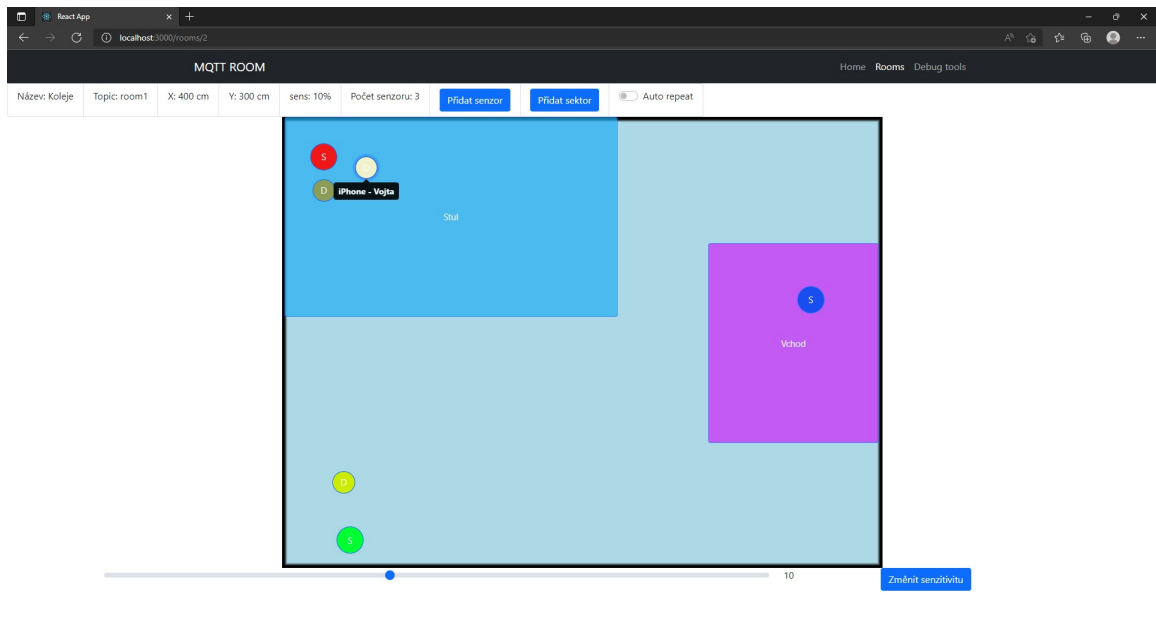 React App
localhost:3000/rooms/2
MQTT ROOM
Home Rooms Debug tools
Název: Koleje Topic: room1 X: 400 cm Y: 300 cm sens: 10% Počet senzoru: 3 Přidat senzor Přidat sektor Auto repeat
S
D iPhone - Vojta
Stul
S
Vchod
D
S
10 Změnit senzitivitu